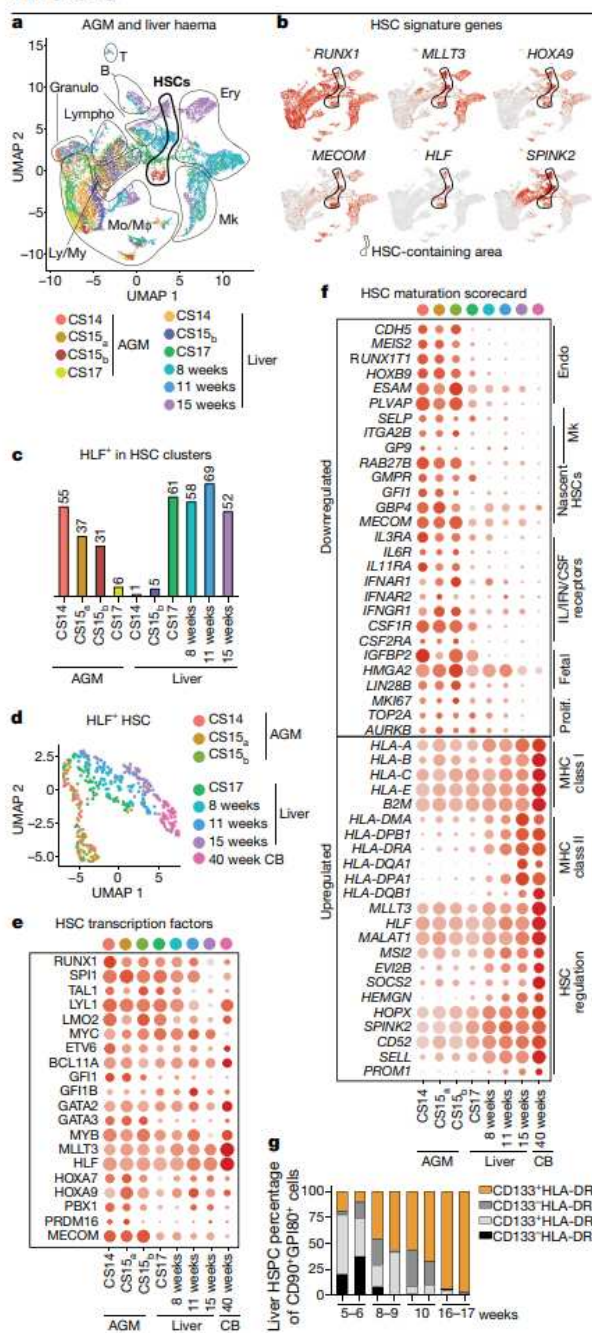 a AGM and liver haema
T
B
HSCs
Granulo
Ery
Lympho
Mo/Mφ
Mk
Ly/My
UMAP 2
15
10
5
0
−5
−10
−10 −5 0 5 10
UMAP 1
CS14
CS15a
CS15b
CS17
AGM
CS14
CS15b
CS17
8 weeks
11 weeks
15 weeks
Liver
b HSC signature genes
RUNX1 MLLT3 HOXA9
MECOM HLF SPINK2
HSC-containing area
c HLF+ in HSC clusters
55 37 31 6 1 5 61 58 69 52
CS14 CS15a CS15b CS17 CS14 CS15b CS17 8 weeks 11 weeks 15 weeks
AGM Liver
d HLF+ HSC
UMAP 2
2.5
0
−2.5
−5.0
−5 0 5
UMAP 1
CS14
CS15a
CS15b
AGM
CS17
8 weeks
11 weeks
15 weeks
Liver
40 week CB
e HSC transcription factors
RUNX1
SPI1
TAL1
LYL1
LMO2
MYC
ETV6
BCL11A
GFI1
GFI1B
GATA2
GATA3
MYB
MLLT3
HLF
HOXA7
HOXA9
PBX1
PRDM16
MECOM
CS14 CS15a CS15b CS17 8 weeks 11 weeks 15 weeks 40 weeks
AGM Liver CB
f HSC maturation scorecard
Downregulated
CDH5
MEIS2
RUNX1T1
HOXB9
ESAM
PLVAP
Endo
SELP
ITGA2B
GP9
Mk
RAB27B
GMPR
GFI1
GBP4
MECOM
Nascent HSCs
IL3RA
IL6R
IL11RA
IFNAR1
IFNAR2
IFNGR1
CSF1R
CSF2RA
IL/IFN/CSF receptors
IGFBP2
HMGA2
LIN28B
Fetal
MKI67
TOP2A
AURKB
Prolif.
Upregulated
HLA-A
HLA-B
HLA-C
HLA-E
B2M
MHC class I
HLA-DMA
HLA-DPB1
HLA-DRA
HLA-DQA1
HLA-DPA1
HLA-DQB1
MHC class II
MLLT3
HLF
MALAT1
MSI2
EVI2B
SOCS2
HEMGN
HOPX
SPINK2
CD52
SELL
PROM1
HSC regulation
CS14 CS15a CS15b CS17 8 weeks 11 weeks 15 weeks 40 weeks
AGM Liver CB
g
Liver HSPC percentage
of CD90+GPI80+ cells
100
75
50
25
0
5–6 8–9 10 16–17 weeks
CD133+HLA-DR
CD133−HLA-DR
CD133+HLA-DR
CD133−HLA-DR